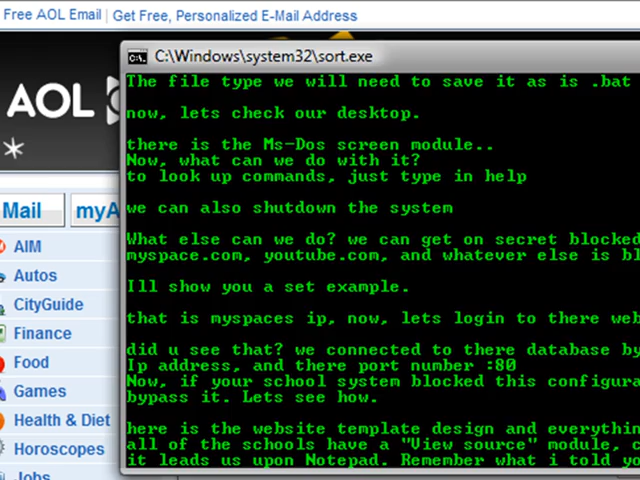 Free AOL Email | Get Free, Personalized E-Mail Address
C:\Windows\system32\sort.exe
AOL
Mail
myA
AIM
Autos
CityGuide
Finance
Food
Games
Health & Diet
Horoscopes
Jobs
The file type we will need to save it as is .bat
now, lets check our desktop.
there is the Ms-Dos screen module..
Now, what can we do with it?
to look up commands, just type in help
we can also shutdown the system
What else can we do? we can get on secret blocked
myspace.com, youtube.com, and whatever else is bl
Ill show you a set example.
that is myspaces ip, now, lets login to there web
did u see that? we connected to there database by
Ip address, and there port number :80
Now, if your school system blocked this configura
bypass it. Lets see how.
here is the website template design and everythin
all of the schools have a "View source" module, c
it leads us upon Notepad. Remember what i told yo